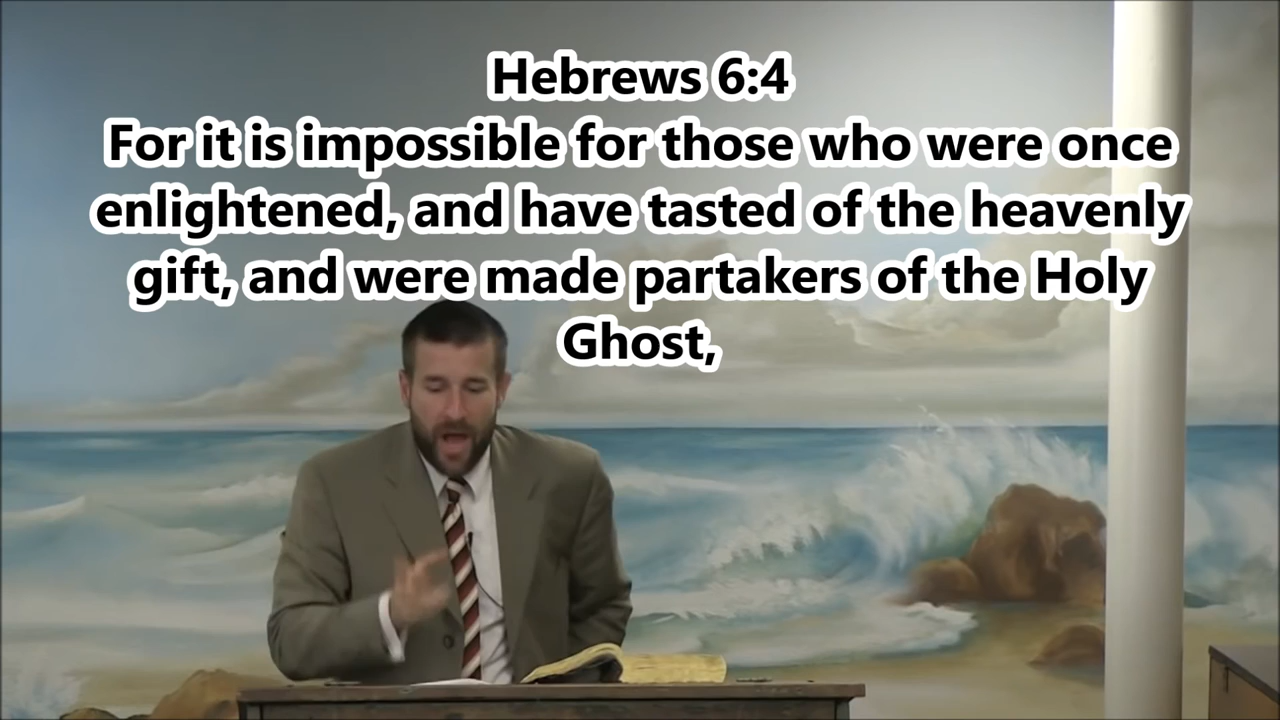 Hebrews 6:4
For it is impossible for those who were once
enlightened, and have tasted of the heavenly
gift, and were made partakers of the Holy
Ghost,